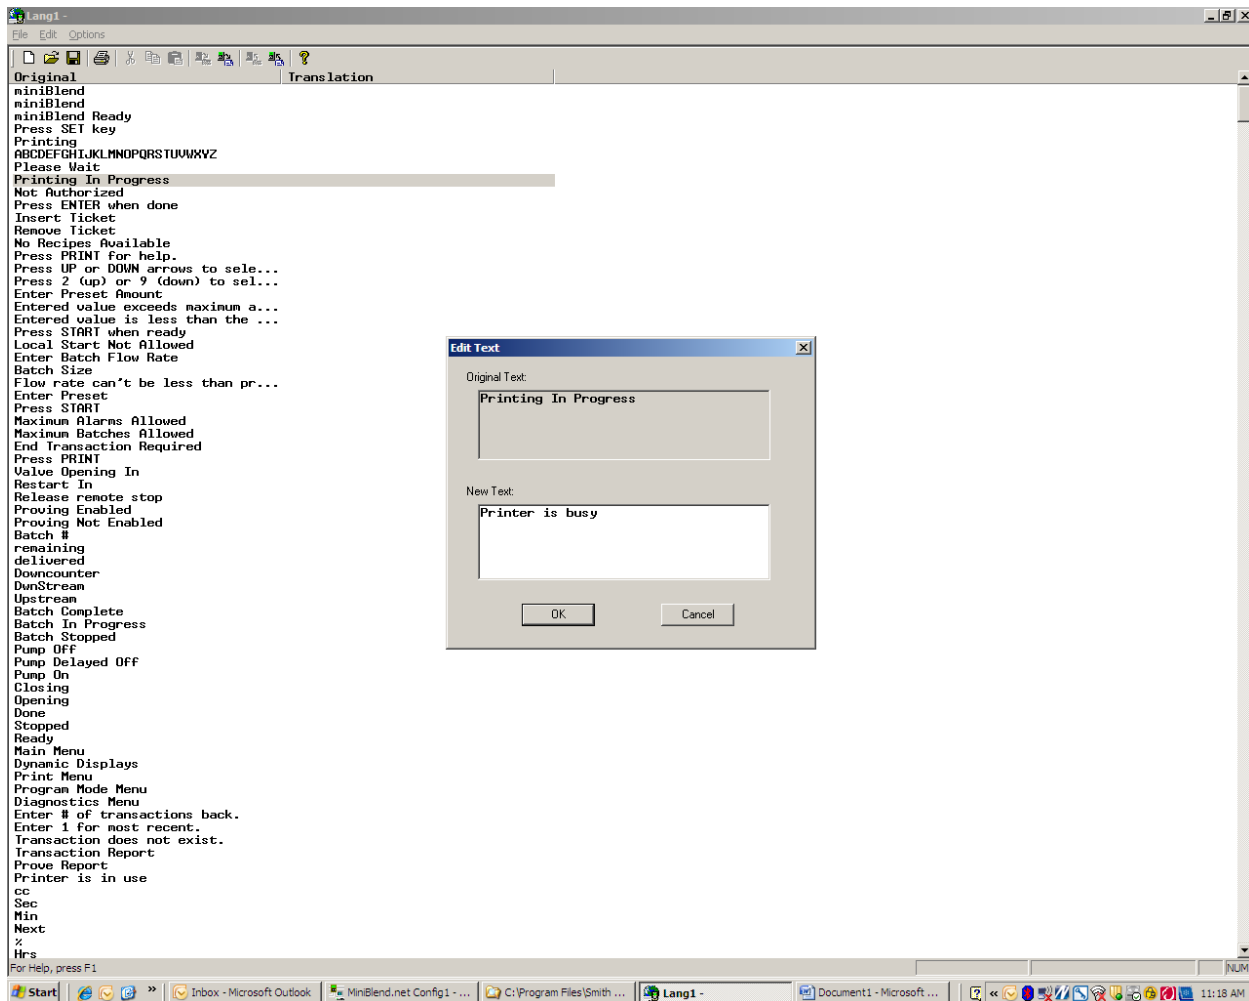 Lang1 -
File Edit Options
Original Translation
miniBlend
miniBlend
miniBlend Ready
Press SET key
Printing
ABCDEFGHIJKLMNOPQRSTUVWXYZ
Please Wait
Printing In Progress
Not Authorized
Press ENTER when done
Insert Ticket
Remove Ticket
No Recipes Available
Press PRINT for help.
Press UP or DOWN arrows to sele...
Press 2 (up) or 9 (down) to sel...
Enter Preset Amount
Entered value exceeds maximum a...
Entered value is less than the ...
Press START when ready
Local Start Not Allowed
Enter Batch Flow Rate
Batch Size
Flow rate can't be less than pr...
Enter Preset
Press START
Maximum Alarms Allowed
Maximum Batches Allowed
End Transaction Required
Press PRINT
Valve Opening In
Restart In
Release remote stop
Proving Enabled
Proving Not Enabled
Batch #
remaining
delivered
Downcounter
DwnStream
Upstream
Batch Complete
Batch In Progress
Batch Stopped
Pump Off
Pump Delayed Off
Pump On
Closing
Opening
Done
Stopped
Ready
Main Menu
Dynamic Displays
Print Menu
Program Mode Menu
Diagnostics Menu
Enter # of transactions back.
Enter 1 for most recent.
Transaction does not exist.
Transaction Report
Prove Report
Printer is in use
cc
Sec
Min
Next
%
Hrs
Edit Text
Original Text:
Printing In Progress
New Text:
Printer is busy
OK Cancel
For Help, press F1 NUM
Start » Inbox - Microsoft Outlook MiniBlend.net Config1 - ... C:\Program Files\Smith ... Lang1 - Document1 - Microsoft ... « 11:18 AM